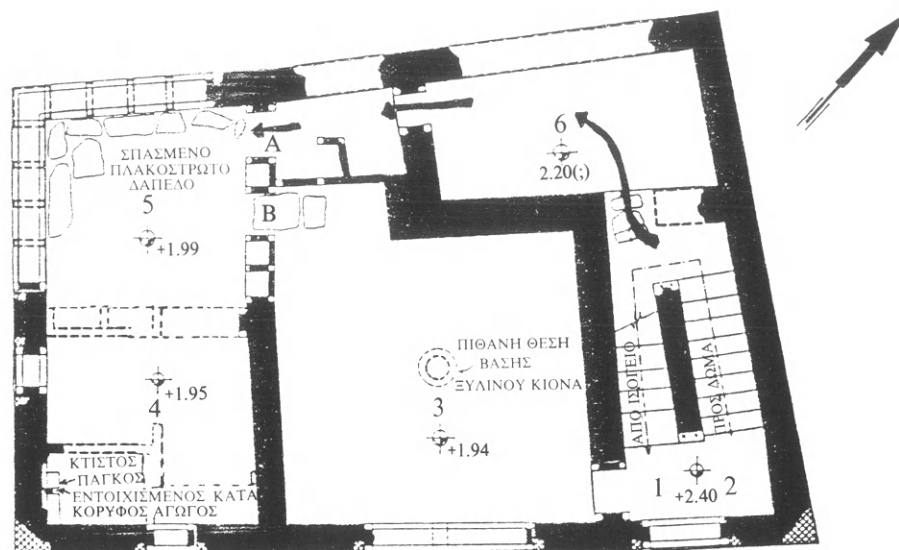 6
2.20(;)
A
ΣΠΑΣΜΕΝΟ
ΠΛΑΚΟΣΤΡΩΤΟ
ΔΑΠΕΔΟ
5
+1.99
B
ΠΙΘΑΝΗ ΘΕΣΗ
ΒΑΣΗΣ
ΞΥΛΙΝΟΥ ΚΙΟΝΑ
3
+1.94
ΑΠΟ ΙΣΟΓΕΙΟ
ΠΡΟΣ ΔΩΜΑ
+1.95
4
ΚΤΙΣΤΟΣ
ΠΑΓΚΟΣ
ΕΝΤΟΙΧΙΣΜΕΝΟΣ ΚΑΤΑ
ΚΟΡΥΦΟΣ ΑΓΩΓΟΣ
1
+2.40
2